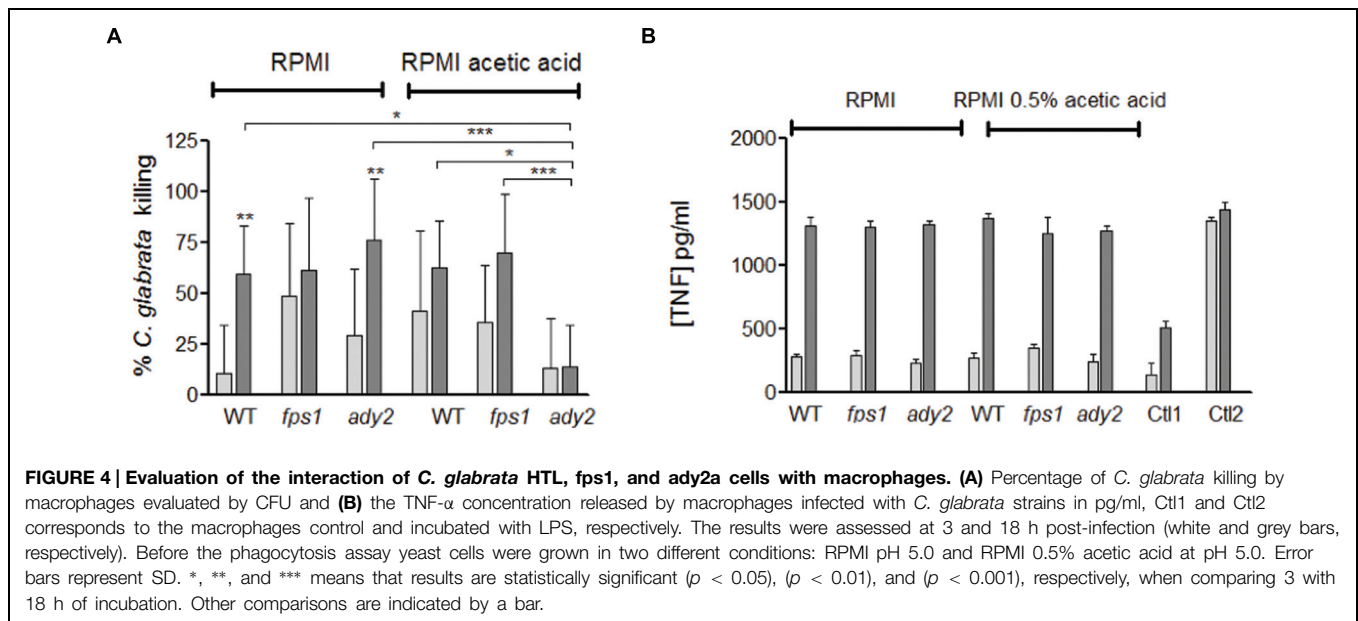 A
B
RPMI
RPMI acetic acid
RPMI
RPMI 0.5% acetic acid
*
***
*
***
**
**
% C. glabrata killing
125
100
75
50
25
0
WT
fps1
ady2
WT
fps1
ady2
[TNF] pg/ml
2000
1500
1000
500
0
WT
fps1
ady2
WT
fps1
ady2
Ctl1
Ctl2
FIGURE 4 | Evaluation of the interaction of C. glabrata HTL, fps1, and ady2a cells with macrophages. (A) Percentage of C. glabrata killing by
macrophages evaluated by CFU and (B) the TNF-α concentration released by macrophages infected with C. glabrata strains in pg/ml, Ctl1 and Ctl2
corresponds to the macrophages control and incubated with LPS, respectively. The results were assessed at 3 and 18 h post-infection (white and grey bars,
respectively). Before the phagocytosis assay yeast cells were grown in two different conditions: RPMI pH 5.0 and RPMI 0.5% acetic acid at pH 5.0. Error
bars represent SD. *, **, and *** means that results are statistically significant (p < 0.05), (p < 0.01), and (p < 0.001), respectively, when comparing 3 with
18 h of incubation. Other comparisons are indicated by a bar.